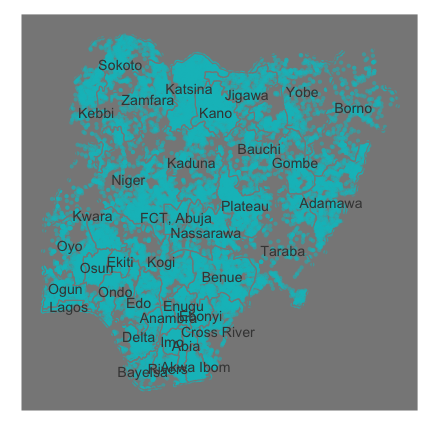 Sokoto
Katsina
Yobe
Zamfara
Jigawa
Borno
Kebbi
Kano
Bauchi
Kaduna
Gombe
Niger
Adamawa
Plateau
Kwara
FCT, Abuja
Nassarawa
Oyo
Taraba
Ekiti
Kogi
Osun
Benue
Ogun
Ondo
Edo
Lagos
Enugu
Ebonyi
Anambra
Cross River
Delta
Imo
Abia
Rivers
Akwa Ibom
Bayelsa